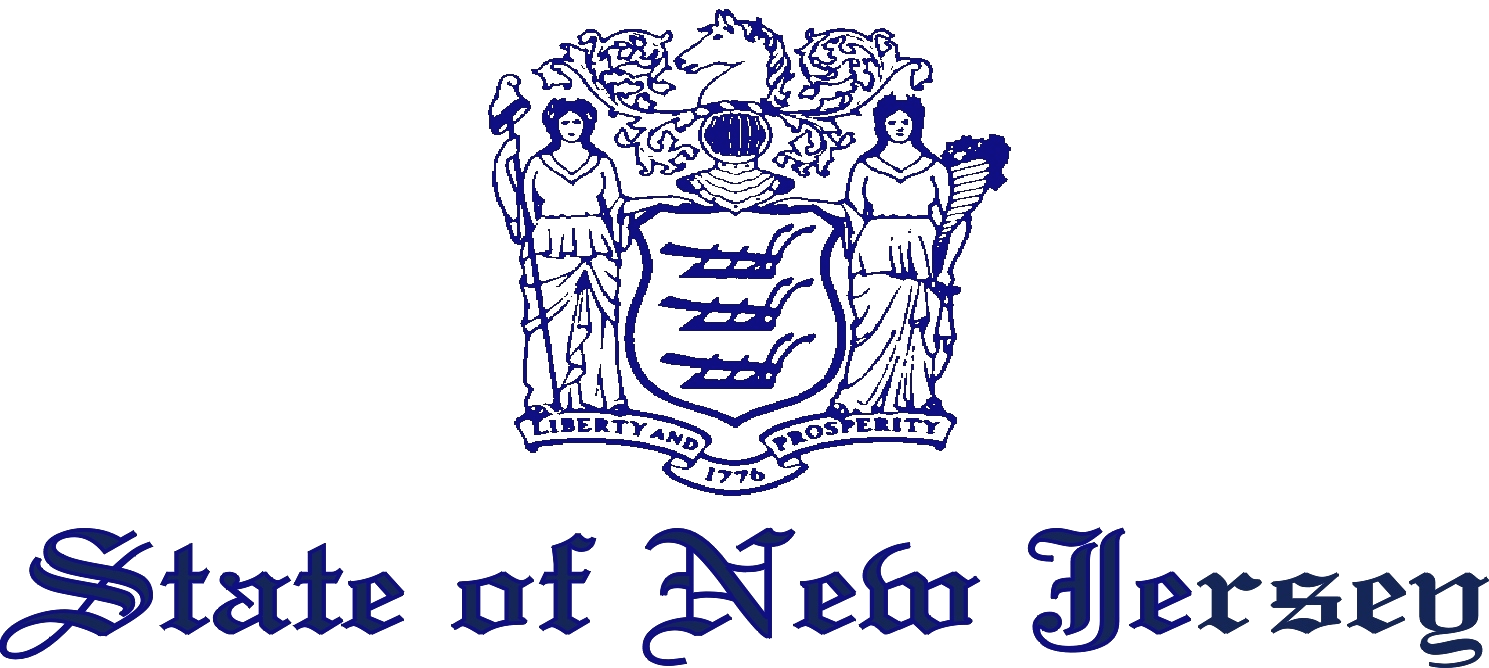 LIBERTY AND PROSPERITY
1776
State of New Jersey